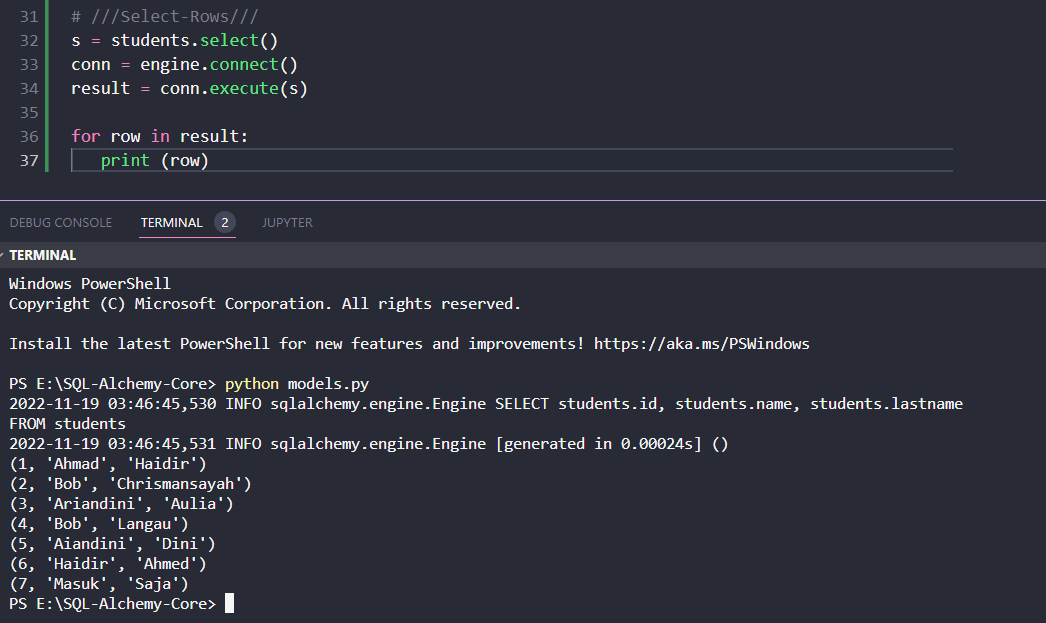 31 # ///Select-Rows///
32 s = students.select()
33 conn = engine.connect()
34 result = conn.execute(s)
35
36 for row in result:
37    print (row)
DEBUG CONSOLE TERMINAL 2 JUPYTER
TERMINAL
Windows PowerShell
Copyright (C) Microsoft Corporation. All rights reserved.
Install the latest PowerShell for new features and improvements! https://aka.ms/PSWindows
PS E:\SQL-Alchemy-Core> python models.py
2022-11-19 03:46:45,530 INFO sqlalchemy.engine.Engine SELECT students.id, students.name, students.lastname
FROM students
2022-11-19 03:46:45,531 INFO sqlalchemy.engine.Engine [generated in 0.00024s] ()
(1, 'Ahmad', 'Haidir')
(2, 'Bob', 'Chrismansayah')
(3, 'Ariandini', 'Aulia')
(4, 'Bob', 'Langau')
(5, 'Aiandini', 'Dini')
(6, 'Haidir', 'Ahmed')
(7, 'Masuk', 'Saja')
PS E:\SQL-Alchemy-Core>